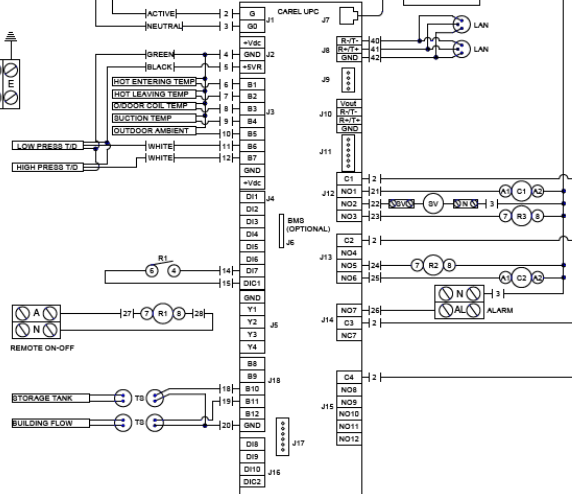 ACTIVE 2 G CAREL UPC J7
NEUTRAL 3 G0 J1
+Vdc
GREEN 4 GND J2
BLACK 5 +5VR
HOT ENTERING TEMP 6 B1
HOT LEAVING TEMP 7 B2
O/DOOR COIL TEMP 8 B3 J3
SUCTION TEMP 9 B4
OUTDOOR AMBIENT 10 B5
LOW PRESS T/D WHITE 11 B6
HIGH PRESS T/D WHITE 12 B7
GND
+Vdc
E
J8 R-/T- 40 LAN
R+/T+ 41
GND 42 LAN
J9
J10 Vout
R-/T-
R+/T+
GND
J11
J12 C1 2
NO1 21 A1 C1 A2
NO2 22 SV SV N 3
NO3 23 7 R3 8
DI1 J4
DI2
DI3 BMS
DI4 (OPTIONAL)
DI5 J6
DI6
R1
6 4 14 DI7
15 DIC1
C2 2
J13 NO4
NO5 24 7 R2 8
NO6 25 A1 C2 A2
N 3
AL ALARM
J14 NO7 26
C3 2
NC7
GND
A 27 7 R1 8 28 Y1
N Y2 J5
REMOTE ON-OFF Y3
Y4
B8
B9 J18
STORAGE TANK TB 18 B10
19 B11
B12
BUILDING FLOW TB 20 GND
J17
DI8
DI9
DI10 J16
DIC2
C4 2
NO8
J15 NO9
NO10
NO11
NO12